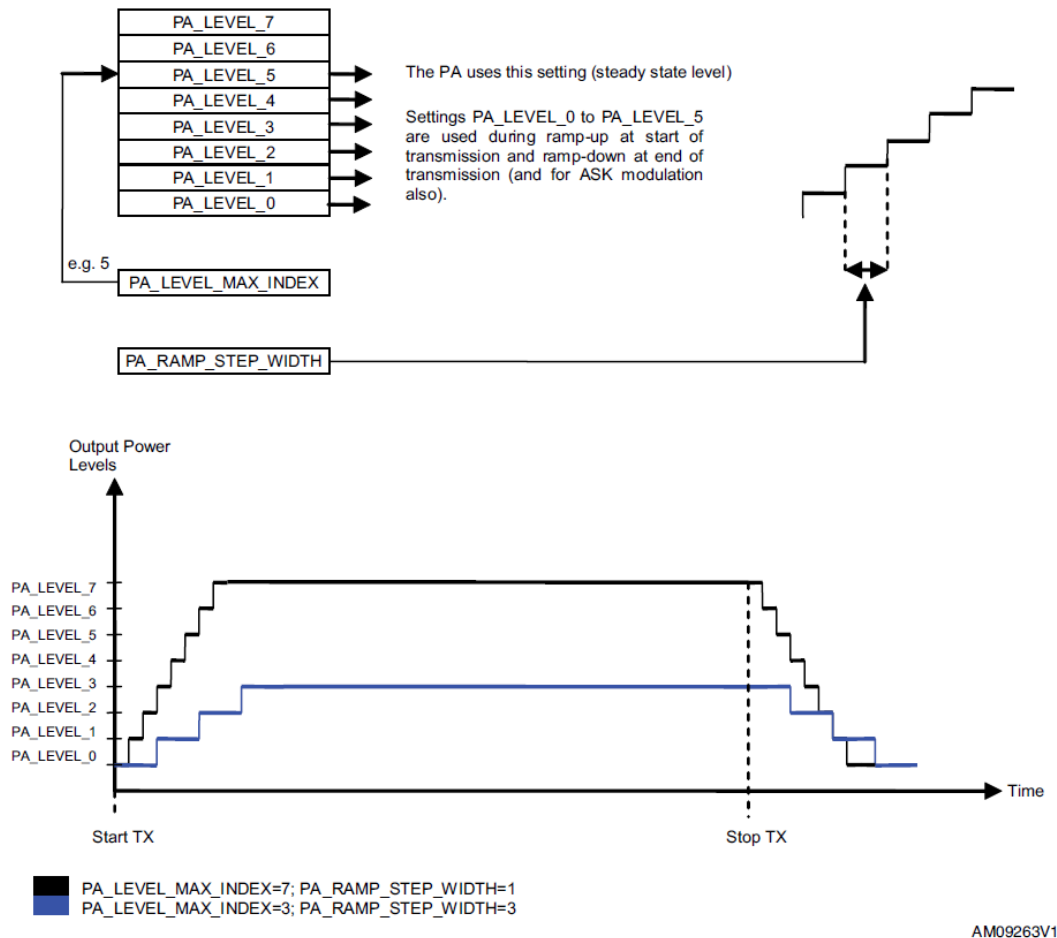 PA_LEVEL_7
PA_LEVEL_6
PA_LEVEL_5
PA_LEVEL_4
PA_LEVEL_3
PA_LEVEL_2
PA_LEVEL_1
PA_LEVEL_0
The PA uses this setting (steady state level)
Settings PA_LEVEL_0 to PA_LEVEL_5
are used during ramp-up at start of
transmission and ramp-down at end of
transmission (and for ASK modulation
also).
e.g. 5
PA_LEVEL_MAX_INDEX
PA_RAMP_STEP_WIDTH
Output Power
Levels
PA_LEVEL_7
PA_LEVEL_6
PA_LEVEL_5
PA_LEVEL_4
PA_LEVEL_3
PA_LEVEL_2
PA_LEVEL_1
PA_LEVEL_0
Time
Start TX
Stop TX
PA_LEVEL_MAX_INDEX=7; PA_RAMP_STEP_WIDTH=1
PA_LEVEL_MAX_INDEX=3; PA_RAMP_STEP_WIDTH=3
AM09263V1